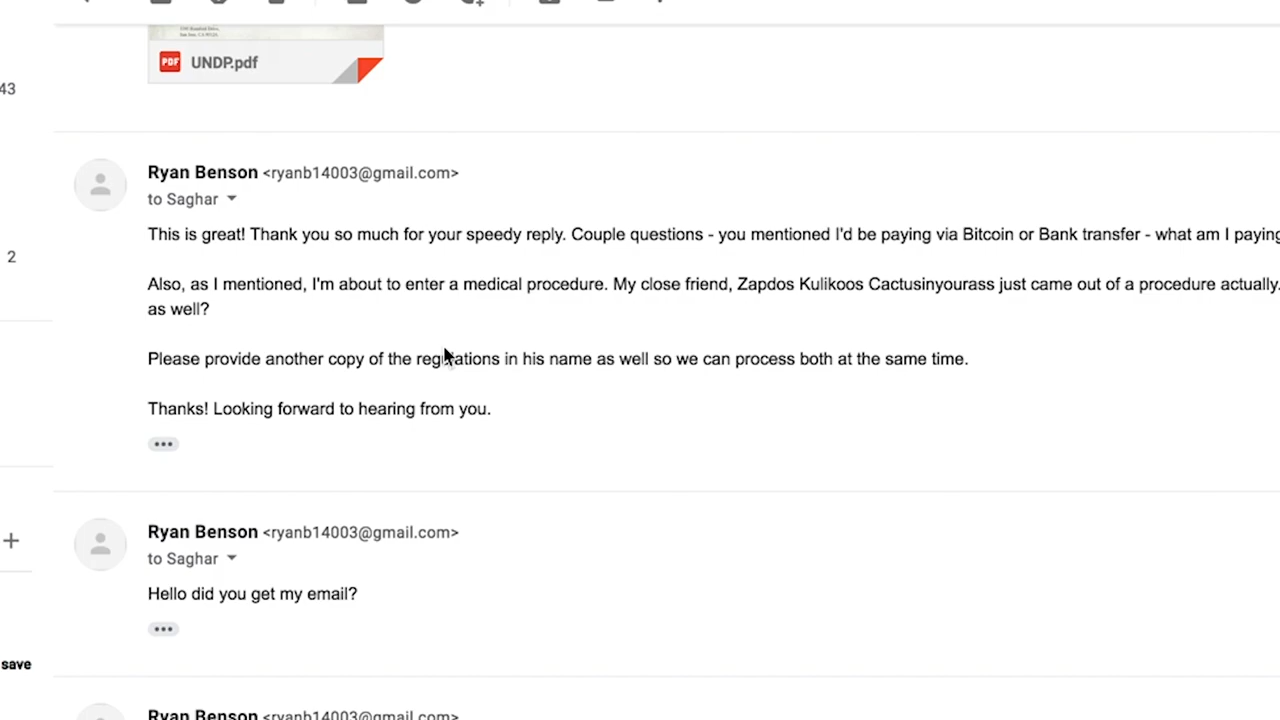 43
PDF UNDP.pdf
Ryan Benson <ryanb14003@gmail.com>
to Saghar
This is great! Thank you so much for your speedy reply. Couple questions - you mentioned I'd be paying via Bitcoin or Bank transfer - what am I paying
2
Also, as I mentioned, I'm about to enter a medical procedure. My close friend, Zapdos Kulikoos Cactusinyourass just came out of a procedure actually.
as well?
Please provide another copy of the registrations in his name as well so we can process both at the same time.
Thanks! Looking forward to hearing from you.
Ryan Benson <ryanb14003@gmail.com>
to Saghar
Hello did you get my email?
save
Ryan Benson <ryanb14003@gmail.com>